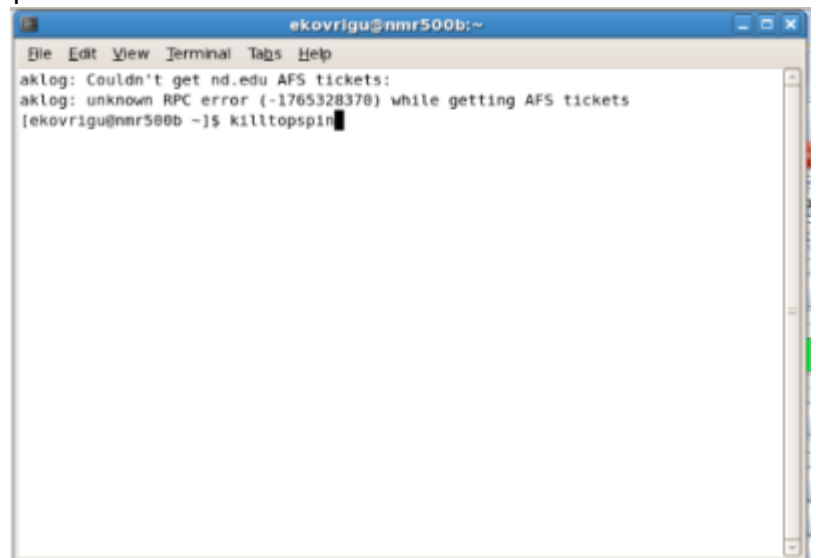 ekovrigu@nmr500b:~
File Edit View Terminal Tabs Help
aklog: Couldn't get nd.edu AFS tickets:
aklog: unknown RPC error (-1765328370) while getting AFS tickets
[ekovrigu@nmr500b ~]$ killtopspin